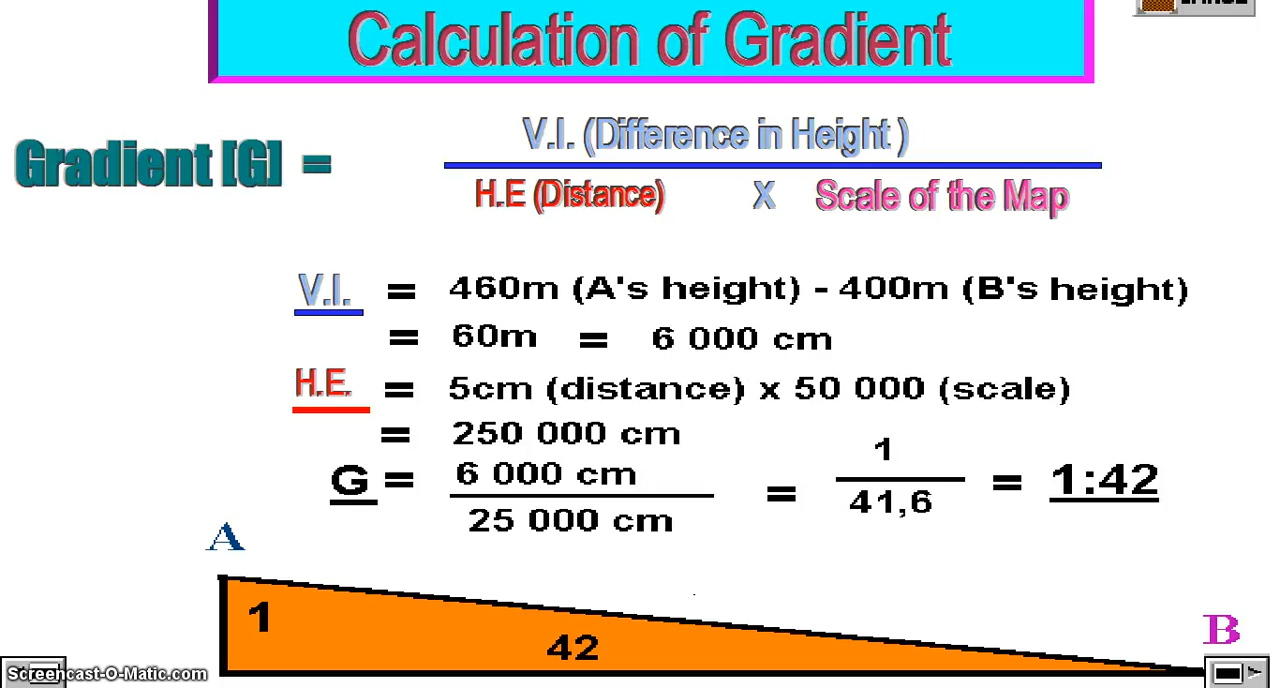 Calculation of Gradient
V.I. (Difference in Height )
Gradient [G] =
H.E (Distance) X Scale of the Map
V.I. = 460m (A's height) - 400m (B's height)
= 60m = 6 000 cm
H.E. = 5cm (distance) x 50 000 (scale)
= 250 000 cm
G = 6 000 cm = 1 = 1:42
25 000 cm 41,6
A
1
42
B
Screencast-O-Matic.com